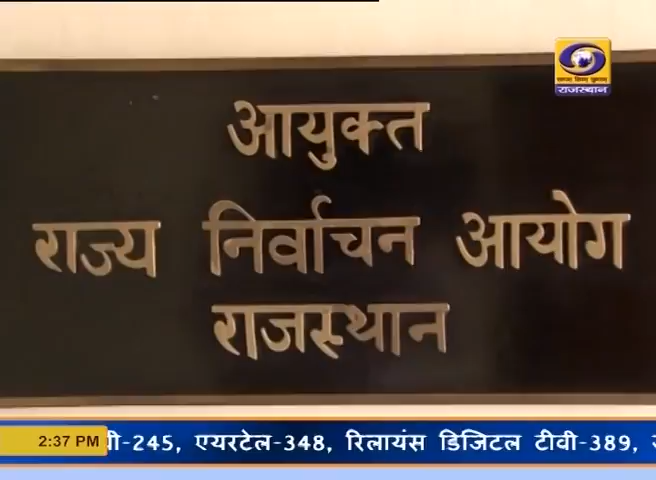 राजस्थान
आयुक्त
राज्य निर्वाचन आयोग
राजस्थान
2:37 PM
-245, एयरटेल-348, रिलायंस डिजिटल टीवी-389,